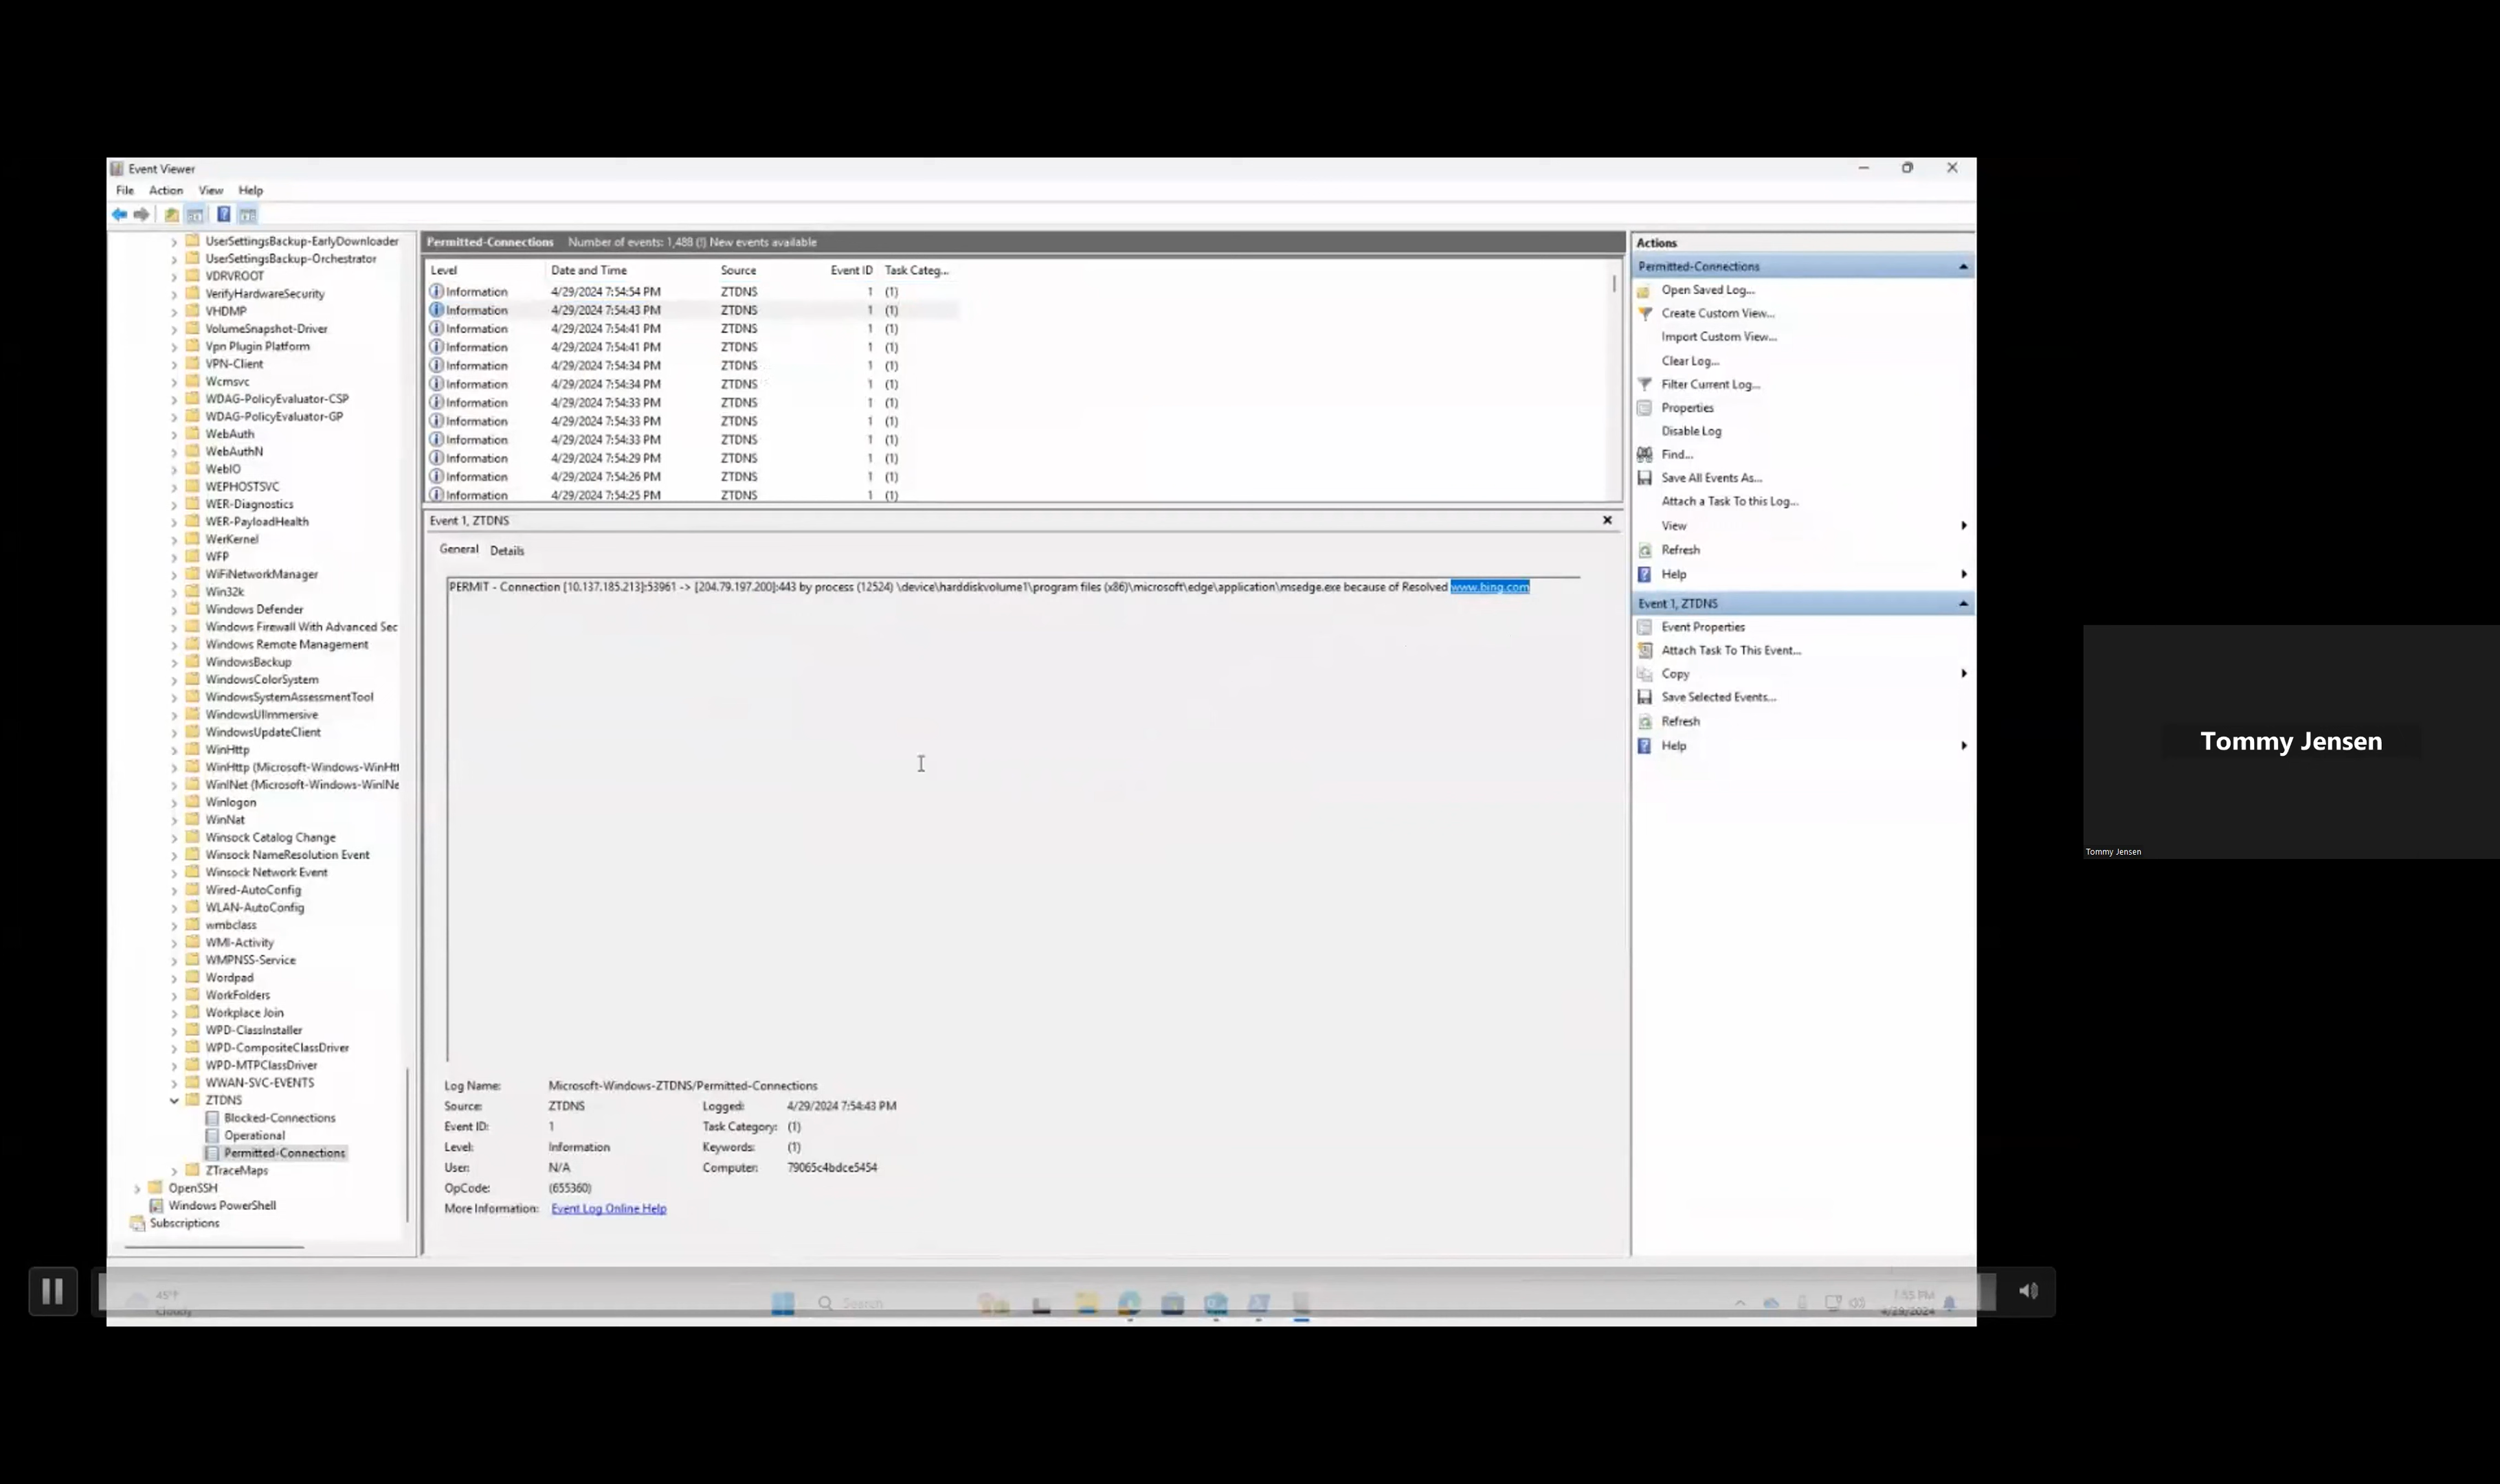 Event Viewer
File Action View Help
UserSettingsBackup-EarlyDownloader
UserSettingsBackup-Orchestrator
VDRVROOT
VerifyHardwareSecurity
VHDMP
VolumeSnapshot-Driver
Vpn Plugin Platform
VPN-Client
Wcmsvc
WDAG-PolicyEvaluator-CSP
WDAG-PolicyEvaluator-GP
WebAuth
WebAuthN
WebIO
WEPHOSTSVC
WER-Diagnostics
WER-PayloadHealth
WerKernel
WFP
WiFiNetworkManager
Win32k
Windows Defender
Windows Firewall With Advanced Sec
Windows Remote Management
WindowsBackup
WindowsColorSystem
WindowsSystemAssessmentTool
WindowsUIImmersive
WindowsUpdateClient
WinHttp
WinHttp (Microsoft-Windows-WinHtt
WinINet (Microsoft-Windows-WinINe
Winlogon
WinNat
Winsock Catalog Change
Winsock NameResolution Event
Winsock Network Event
Wired-AutoConfig
WLAN-AutoConfig
wmbclass
WMI-Activity
WMPNSS-Service
Wordpad
WorkFolders
Workplace Join
WPD-ClassInstaller
WPD-CompositeClassDriver
WPD-MTPClassDriver
WWAN-SVC-EVENTS
ZTDNS
Blocked-Connections
Operational
Permitted-Connections
ZTraceMaps
OpenSSH
Windows PowerShell
Subscriptions
Permitted-Connections Number of events: 1,488 (!) New events available
Level Date and Time Source Event ID Task Categ...
Information 4/29/2024 7:54:54 PM ZTDNS 1 (1)
Information 4/29/2024 7:54:43 PM ZTDNS 1 (1)
Information 4/29/2024 7:54:41 PM ZTDNS 1 (1)
Information 4/29/2024 7:54:41 PM ZTDNS 1 (1)
Information 4/29/2024 7:54:34 PM ZTDNS 1 (1)
Information 4/29/2024 7:54:34 PM ZTDNS 1 (1)
Information 4/29/2024 7:54:33 PM ZTDNS 1 (1)
Information 4/29/2024 7:54:33 PM ZTDNS 1 (1)
Information 4/29/2024 7:54:33 PM ZTDNS 1 (1)
Information 4/29/2024 7:54:29 PM ZTDNS 1 (1)
Information 4/29/2024 7:54:26 PM ZTDNS 1 (1)
Information 4/29/2024 7:54:25 PM ZTDNS 1 (1)
Event 1, ZTDNS
General Details
PERMIT - Connection [10.137.185.213]:53961 -> [204.79.197.200]:443 by process (12524) \device\harddiskvolume1\program files (x86)\microsoft\edge\application\msedge.exe because of Resolved www.bing.com
Log Name: Microsoft-Windows-ZTDNS/Permitted-Connections
Source: ZTDNS Logged: 4/29/2024 7:54:43 PM
Event ID: 1 Task Category: (1)
Level: Information Keywords: (1)
User: N/A Computer: 79065c4bdce5454
OpCode: (655360)
More Information: Event Log Online Help
Actions
Permitted-Connections
Open Saved Log...
Create Custom View...
Import Custom View...
Clear Log...
Filter Current Log...
Properties
Disable Log
Find...
Save All Events As...
Attach a Task To this Log...
View
Refresh
Help
Event 1, ZTDNS
Event Properties
Attach Task To This Event...
Copy
Save Selected Events...
Refresh
Help
45°F
Cloudy
Search
1:55 PM
4/29/2024
Tommy Jensen
Tommy Jensen